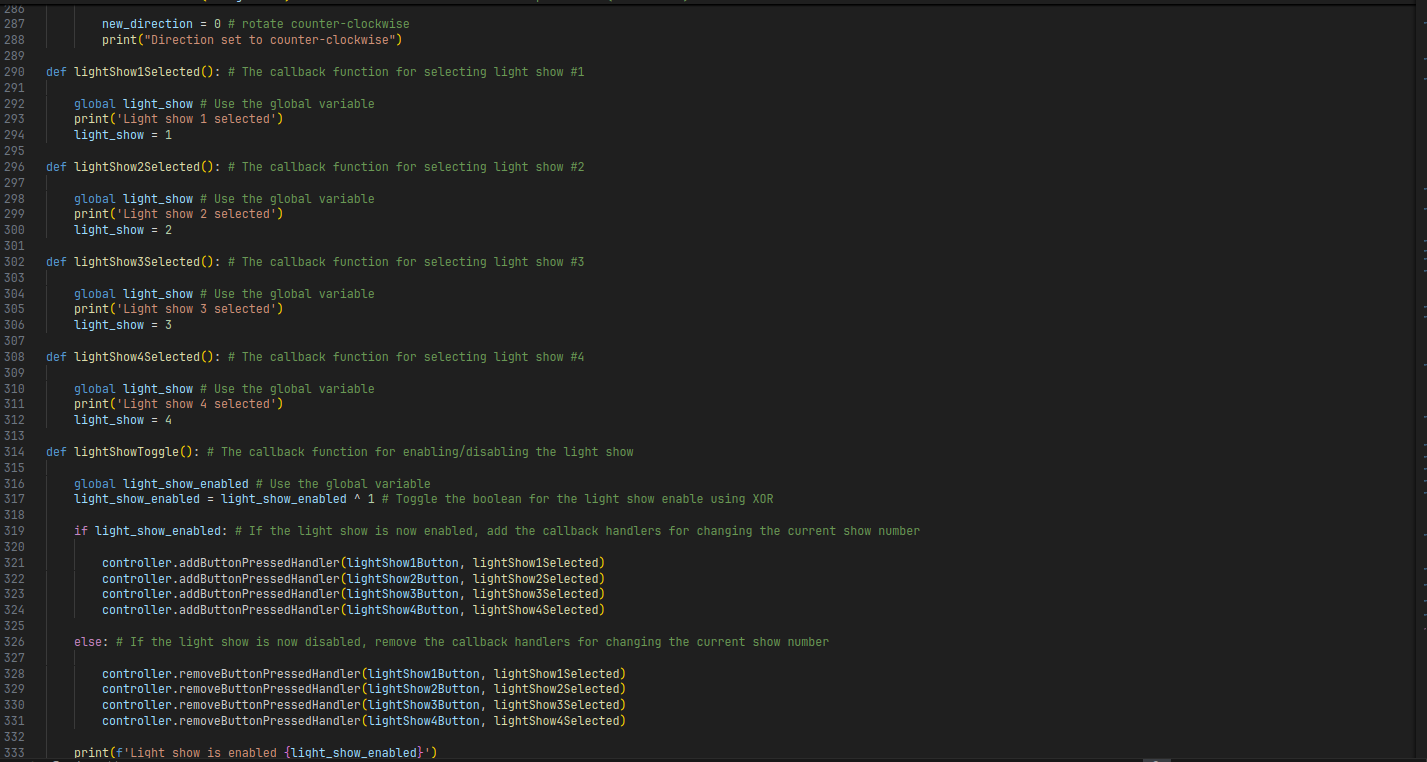 286
287 new_direction = 0 # rotate counter-clockwise
288 print("Direction set to counter-clockwise")
289
290 def lightShow1Selected(): # The callback function for selecting light show #1
291
292 global light_show # Use the global variable
293 print('Light show 1 selected')
294 light_show = 1
295
296 def lightShow2Selected(): # The callback function for selecting light show #2
297
298 global light_show # Use the global variable
299 print('Light show 2 selected')
300 light_show = 2
301
302 def lightShow3Selected(): # The callback function for selecting light show #3
303
304 global light_show # Use the global variable
305 print('Light show 3 selected')
306 light_show = 3
307
308 def lightShow4Selected(): # The callback function for selecting light show #4
309
310 global light_show # Use the global variable
311 print('Light show 4 selected')
312 light_show = 4
313
314 def lightShowToggle(): # The callback function for enabling/disabling the light show
315
316 global light_show_enabled # Use the global variable
317 light_show_enabled = light_show_enabled ^ 1 # Toggle the boolean for the light show enable using XOR
318
319 if light_show_enabled: # If the light show is now enabled, add the callback handlers for changing the current show number
320
321 controller.addButtonPressedHandler(lightShow1Button, lightShow1Selected)
322 controller.addButtonPressedHandler(lightShow2Button, lightShow2Selected)
323 controller.addButtonPressedHandler(lightShow3Button, lightShow3Selected)
324 controller.addButtonPressedHandler(lightShow4Button, lightShow4Selected)
325
326 else: # If the light show is now disabled, remove the callback handlers for changing the current show number
327
328 controller.removeButtonPressedHandler(lightShow1Button, lightShow1Selected)
329 controller.removeButtonPressedHandler(lightShow2Button, lightShow2Selected)
330 controller.removeButtonPressedHandler(lightShow3Button, lightShow3Selected)
331 controller.removeButtonPressedHandler(lightShow4Button, lightShow4Selected)
332
333 print(f'Light show is enabled {light_show_enabled}')